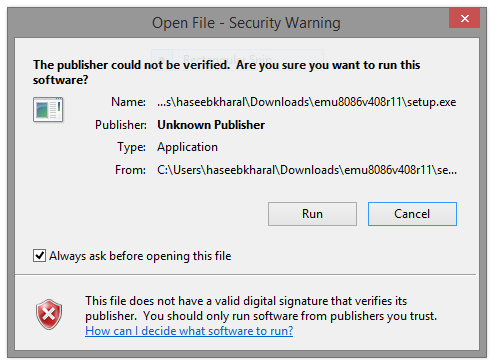 Open File - Security Warning
The publisher could not be verified.  Are you sure you want to run this
software?
Name: ...s\haseebkharal\Downloads\emu8086v408r11\setup.exe
Publisher: Unknown Publisher
Type: Application
From: C:\Users\haseebkharal\Downloads\emu8086v408r11\se...
Run Cancel
Always ask before opening this file
This file does not have a valid digital signature that verifies its
publisher.  You should only run software from publishers you trust.
How can I decide what software to run?